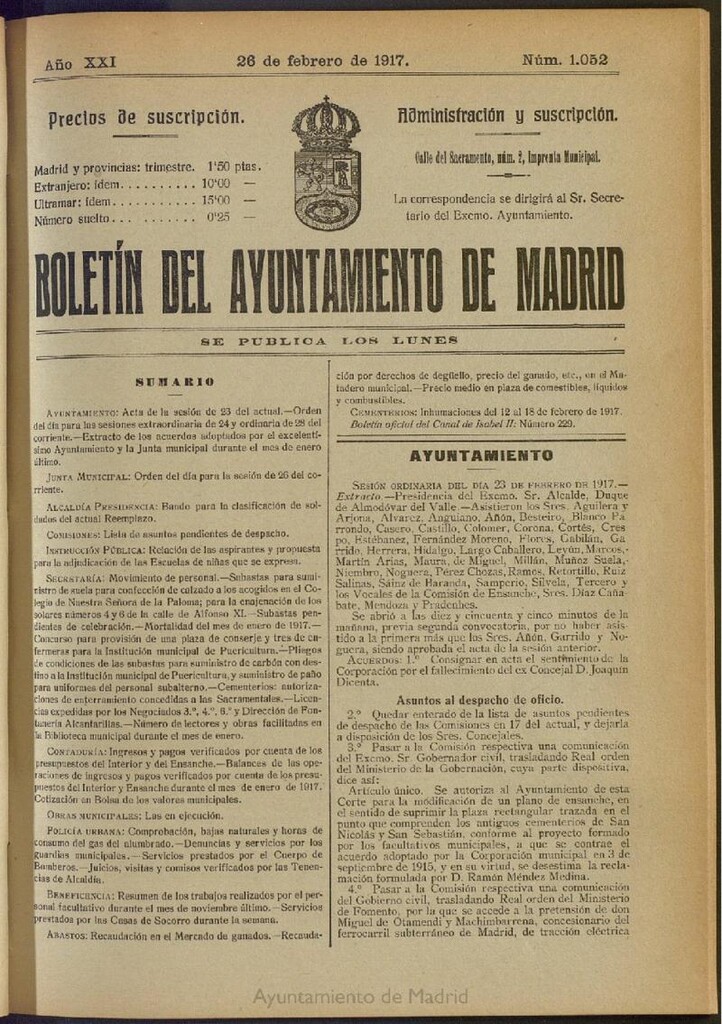 Año XXI
26 de febrero de 1917.
Núm. 1.052
Precios de suscripción.
Madrid y provincias: trimestre. 1'50 ptas.
Extranjero: ídem.......... 10'00 —
Ultramar: ídem........... 15'00 —
Número suelto........... 0'25 —
Administración y suscripción.
Calle del Sacramento, núm. 2, Imprenta Municipal.
La correspondencia se dirigirá al Sr. Secre-
tario del Excmo. Ayuntamiento.
BOLETÍN DEL AYUNTAMIENTO DE MADRID
SE PUBLICA LOS LUNES
SUMARIO
AYUNTAMIENTO: Acta de la sesión de 23 del actual.—Orden
del día para las sesiones extraordinaria de 24 y ordinaria de 28 del
corriente.—Extracto de los acuerdos adoptados por el excelentí-
simo Ayuntamiento y la Junta municipal durante el mes de enero
último.
JUNTA MUNICIPAL: Orden del día para la sesión de 26 del co-
rriente.
ALCALDÍA PRESIDENCIA: Bando para la clasificación de sol-
dados del actual Reemplazo.
COMISIONES: Lista de asuntos pendientes de despacho.
INSTRUCCIÓN PÚBLICA: Relación de las aspirantes y propuesta
para la adjudicación de las Escuelas de niñas que se expresa.
SECRETARÍA: Movimiento de personal.—Subastas para sumi-
nistro de suela para confección de calzado a los acogidos en el Co-
legio de Nuestra Señora de la Paloma; para la enajenación de los
solares números 4 y 6 de la calle de Alfonso XI.—Subastas pen-
dientes de celebración.—Mortalidad del mes de enero de 1917.—
Concurso para provisión de una plaza de conserje y tres de en-
fermeras para la Institución municipal de Puericultura.—Pliegos
de condiciones de las subastas para suministro de carbón con des-
tino a la Institución municipal de Puericultura, y suministro de paño
para uniformes del personal subalterno.—Cementerios: autoriza-
ciones de enterramiento concedidas a las Sacramentales.—Licen-
cias expedidas por los Negociados 3.º, 4.º, 6.º y Dirección de Fon-
tanería Alcantarillas.—Número de lectores y obras facilitadas en
la Biblioteca municipal durante el mes de enero.
CONTADURÍA: Ingresos y pagos verificados por cuenta de los
presupuestos del Interior y del Ensanche.—Balances de las ope-
raciones de ingresos y pagos verificados por cuenta de los presu-
puestos del Interior y Ensanche durante el mes de enero de 1917.
Cotización en Bolsa de los valores municipales.
OBRAS MUNICIPALES: Las en ejecución.
POLICÍA URBANA: Comprobación, bajas naturales y horas de
consumo del gas del alumbrado.—Denuncias y servicios por los
guardias municipales.—Servicios prestados por el Cuerpo de
Bomberos.—Juicios, visitas y comisos verificados por las Tenen-
cias de Alcaldía.
BENEFICENCIA: Resumen de los trabajos realizados por el per-
sonal facultativo durante el mes de noviembre último.—Servicios
prestados por las Casas de Socorro durante la semana.
ABASTOS: Recaudación en el Mercado de ganados.—Recauda-
ción por derechos de degüello, precio del ganado, etc., en el Ma-
tadero municipal.—Precio medio en plaza de comestibles, líquidos
y combustibles.
CEMENTERIOS: Inhumaciones del 12 al 18 de febrero de 1917.
Boletín oficial del Canal de Isabel II: Número 229.
AYUNTAMIENTO
SESIÓN ORDINARIA DEL DÍA 23 DE FEBRERO DE 1917.—
Extracto.—Presidencia del Excmo. Sr. Alcalde, Duque
de Almodóvar del Valle.—Asistieron los Sres. Aguilera y
Arjona, Alvarez, Anguiano, Añón, Besteiro, Blanco Pa-
rrondo, Casero, Castillo, Colomer, Corona, Cortés, Cres
po, Estébanez, Fernández Moreno, Flores, Gabilán, Ga
rrido, Herrera, Hidalgo, Largo Caballero, Leyún, Marcos,
Martín Arias, Maura, de Miguel, Millán, Muñoz Suela,
Niembro, Noguera, Pérez Chozas, Ramos, Retortillo, Ruiz
Salinas, Sáinz de Baranda, Samperio, Silvela, Tercero y
los Vocales de la Comisión de Ensanche, Sres. Díaz Caña-
bate, Mendoza y Pradenhes.
Se abrió a las diez y cincuenta y cinco minutos de la
mañana, previa segunda convocatoria, por no haber asis-
tido a la primera más que los Sres. Añón, Garrido y No-
guera, siendo aprobada el acta de la sesión anterior.
ACUERDOS: 1.º Consignar en acta el sentimiento de la
Corporación por el fallecimiento del ex Concejal D. Joaquín
Dicenta.
Asuntos al despacho de oficio.
2.º Quedar enterado de la lista de asuntos pendientes
de despacho de las Comisiones en 17 del actual, y dejarla
a disposición de los Sres. Concejales.
3.º Pasar a la Comisión respectiva una comunicación
del Excmo. Sr. Gobernador civil, trasladando Real orden
del Ministerio de la Gobernación, cuya parte dispositiva,
dice así:
Artículo único. Se autoriza al Ayuntamiento de esta
Corte para la modificación de un plano de ensanche, en
el sentido de suprimir la plaza rectangular trazada en el
punto que comprenden los antiguos cementerios de San
Nicolás y San Sebastián, conforme al proyecto formado
por los facultativos municipales, a que se contrae el
acuerdo adoptado por la Corporación municipal en 3 de
septiembre de 1915, y en su virtud, se desestima la recla-
mación formulada por D. Ramón Méndez Medina.
4.º Pasar a la Comisión respectiva una comunicación
del Gobierno civil, trasladando Real orden del Ministerio
de Fomento, por la que se accede a la pretensión de don
Miguel de Otamendi y Machimbarrena, concesionario del
ferrocarril subterráneo de Madrid, de tracción eléctrica
Ayuntamiento de Madrid